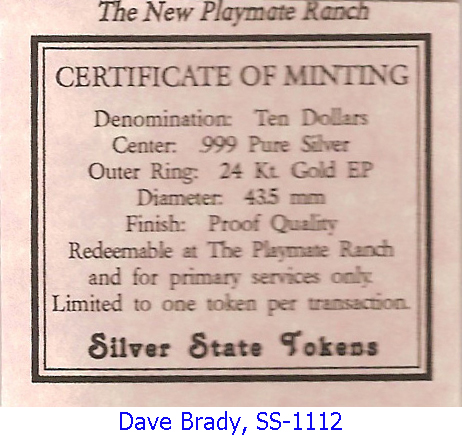 The New Playmate Ranch
CERTIFICATE OF MINTING
Denomination: Ten Dollars
Center: .999 Pure Silver
Outer Ring: 24 Kt. Gold EP
Diameter: 43.5 mm
Finish: Proof Quality
Redeemable at The Playmate Ranch
and for primary services only.
Limited to one token per transaction.
Silver State Tokens
Dave Brady, SS-1112